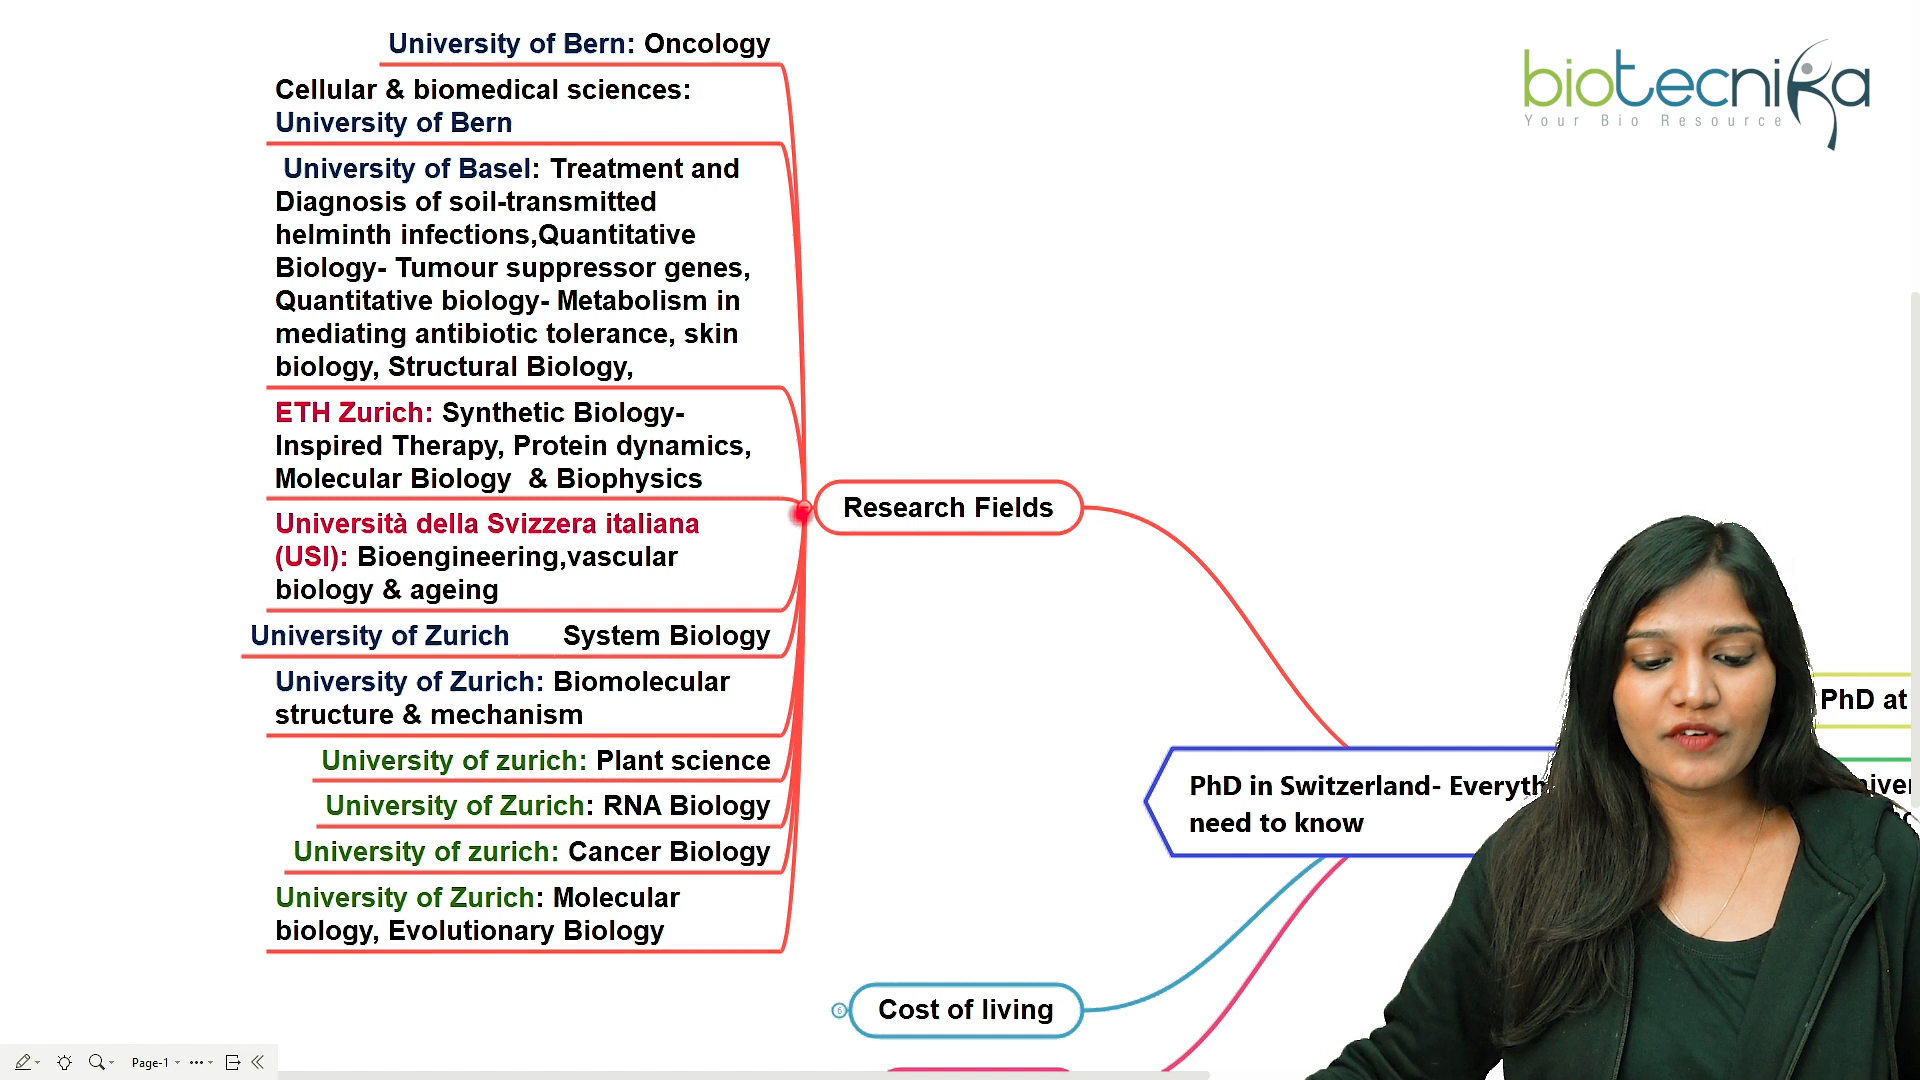 University of Bern: Oncology
Cellular & biomedical sciences:
University of Bern
University of Basel: Treatment and
Diagnosis of soil-transmitted
helminth infections,Quantitative
Biology- Tumour suppressor genes,
Quantitative biology- Metabolism in
mediating antibiotic tolerance, skin
biology, Structural Biology,
ETH Zurich: Synthetic Biology-
Inspired Therapy, Protein dynamics,
Molecular Biology & Biophysics
Università della Svizzera italiana
(USI): Bioengineering,vascular
biology & ageing
University of Zurich System Biology
University of Zurich: Biomolecular
structure & mechanism
University of zurich: Plant science
University of Zurich: RNA Biology
University of zurich: Cancer Biology
University of Zurich: Molecular
biology, Evolutionary Biology
Research Fields
biotecnika
Your Bio Resource
PhD at
PhD in Switzerland- Everyth
need to know
Cost of living
Page-1